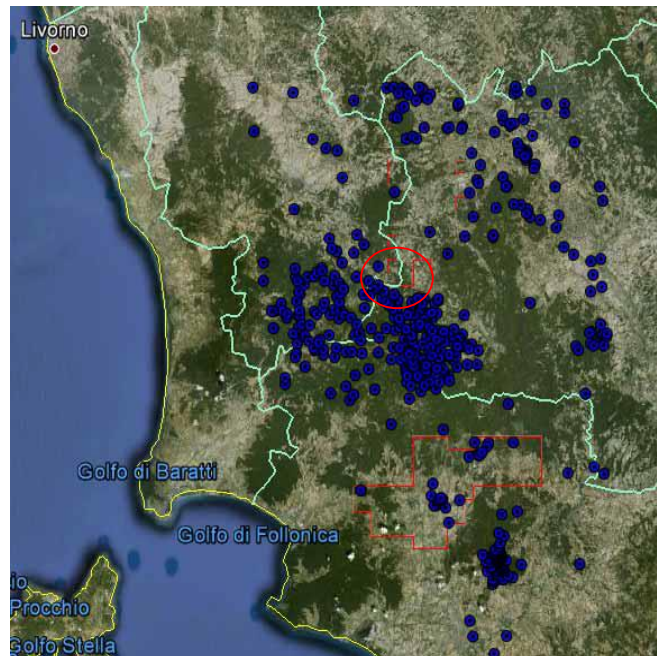 Livorno
Golfo di Baratti
Golfo di Follonica
Procchio
Golfo Stella